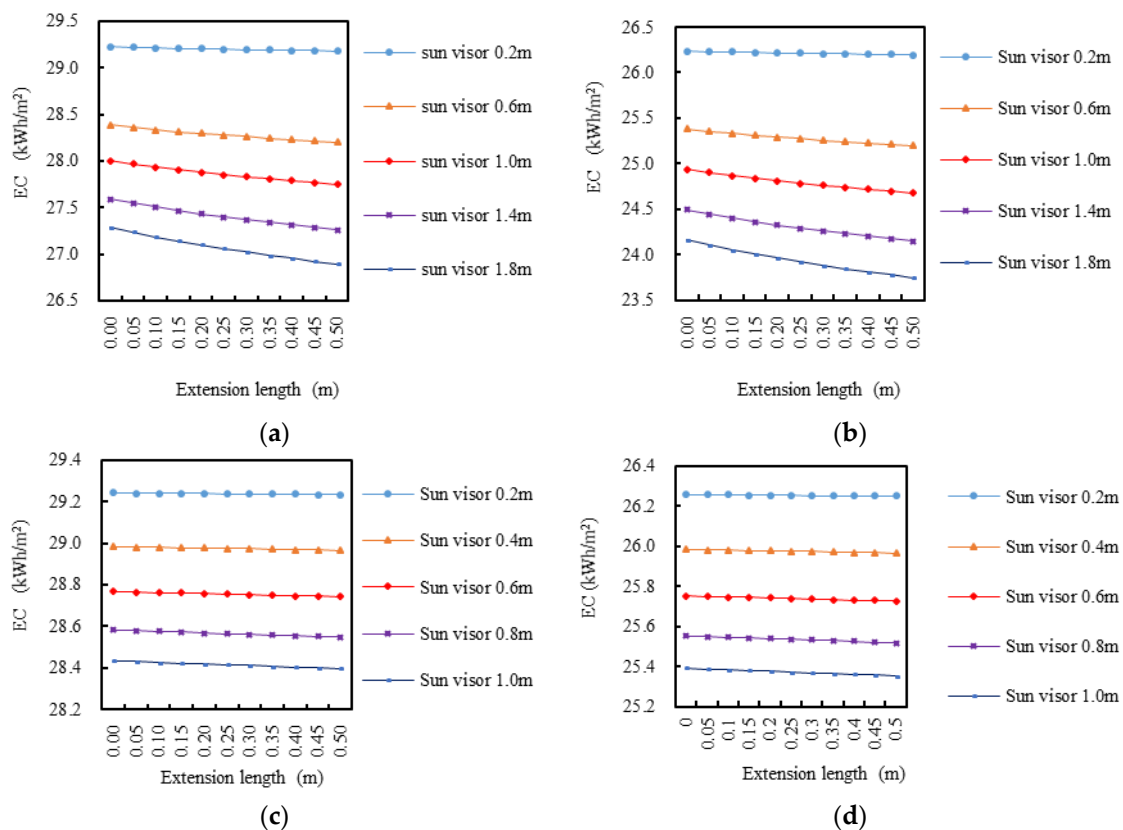 29.5
29.0
28.5
28.0
27.5
27.0
26.5
EC (kWh/m²)
0.00 0.05 0.10 0.15 0.20 0.25 0.30 0.35 0.40 0.45 0.50
Extension length (m)
sun visor 0.2m
sun visor 0.6m
sun visor 1.0m
sun visor 1.4m
sun visor 1.8m
(a)
26.5
26.0
25.5
25.0
24.5
24.0
23.5
EC (kWh/m²)
0.00 0.05 0.10 0.15 0.20 0.25 0.30 0.35 0.40 0.45 0.50
Extension length (m)
Sun visor 0.2m
Sun visor 0.6m
Sun visor 1.0m
Sun visor 1.4m
Sun visor 1.8m
(b)
29.4
29.2
29.0
28.8
28.6
28.4
28.2
EC (kWh/m²)
0.00 0.05 0.10 0.15 0.20 0.25 0.30 0.35 0.40 0.45 0.50
Extension length (m)
Sun visor 0.2m
Sun visor 0.4m
Sun visor 0.6m
Sun visor 0.8m
Sun visor 1.0m
(c)
26.4
26.2
26.0
25.8
25.6
25.4
25.2
EC (kWh/m²)
0 0.05 0.1 0.15 0.2 0.25 0.3 0.35 0.4 0.45 0.5
Extension length (m)
Sun visor 0.2m
Sun visor 0.4m
Sun visor 0.6m
Sun visor 0.8m
Sun visor 1.0m
(d)